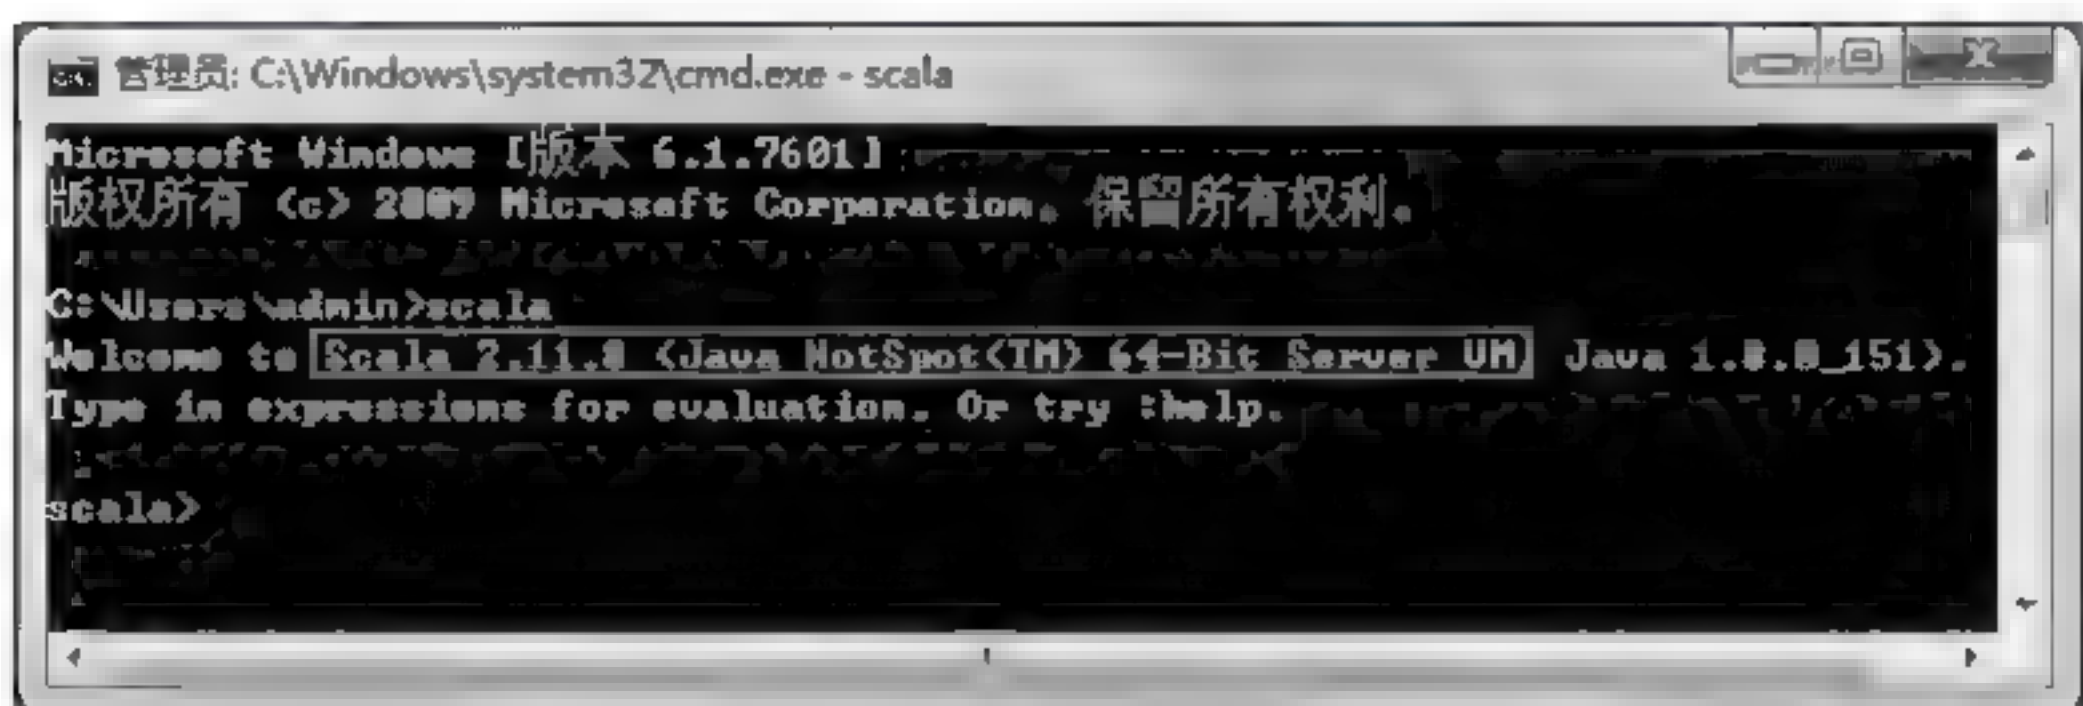 管理员: C:\Windows\system32\cmd.exe - scala
Microsoft Windows [版本 6.1.7601]
版权所有 (c) 2009 Microsoft Corporation。保留所有权利。
C:\Users\admin>scala
Welcome to Scala 2.11.8 (Java HotSpot(TM) 64-Bit Server VM, Java 1.8.0_151).
Type in expressions for evaluation. Or try :help.
scala>